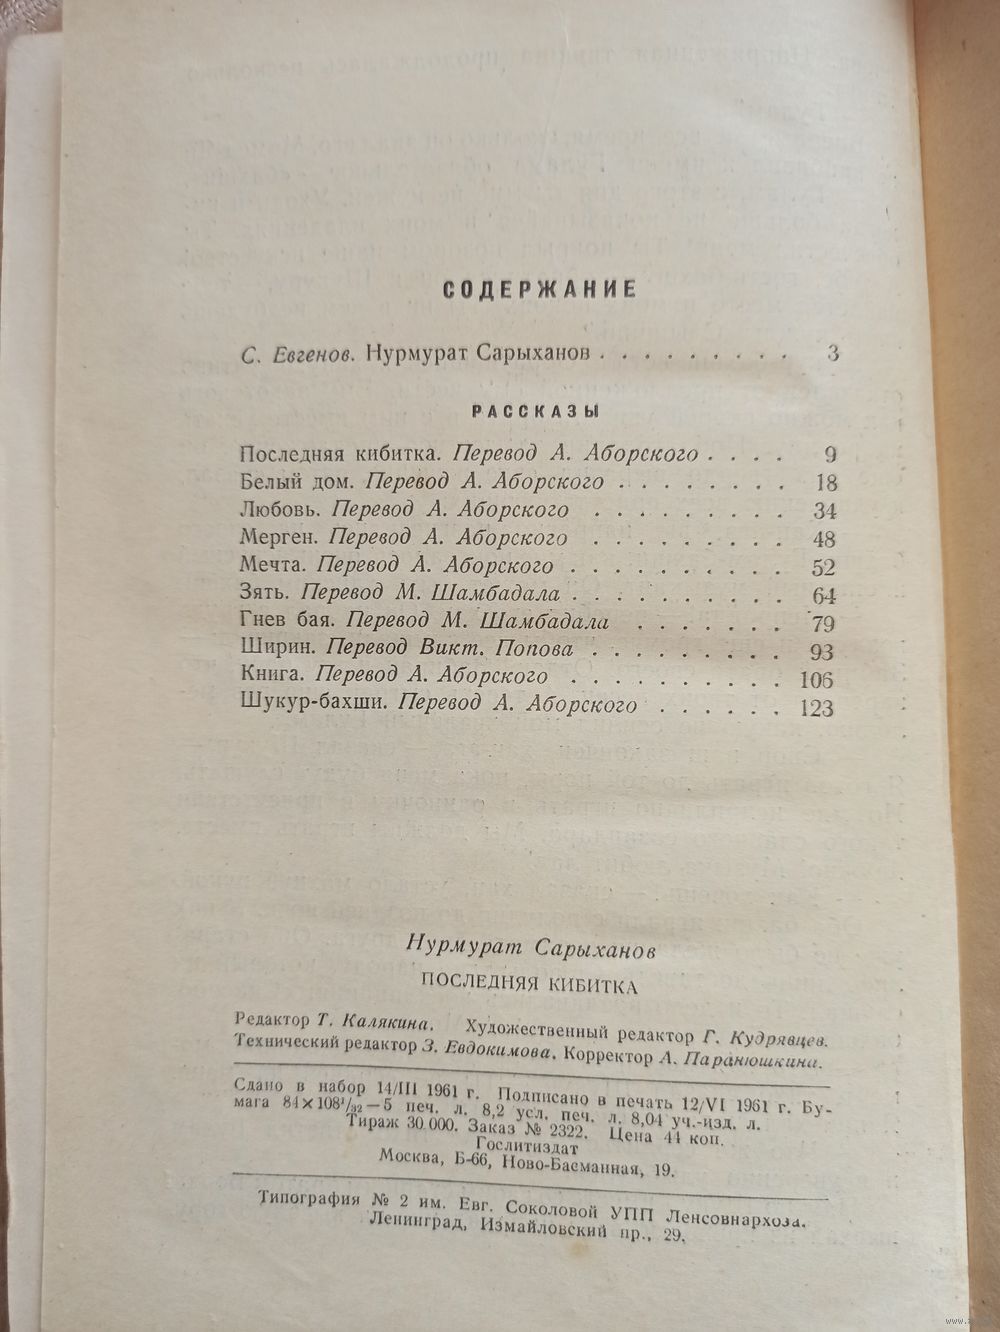 СОДЕРЖАНИЕ
С. Евгенов. Нурмурат Сарыханов . . . . . . . . . 3
РАССКАЗЫ
Последняя кибитка. Перевод А. Аборского . . . . 9
Белый дом. Перевод А. Аборского . . . . . . . . 18
Любовь. Перевод А. Аборского . . . . . . . . . 34
Мерген. Перевод А. Аборского . . . . . . . . . 48
Мечта. Перевод А. Аборского . . . . . . . . . . 52
Зять. Перевод М. Шамбадала . . . . . . . . . . 64
Гнев бая. Перевод М. Шамбадала . . . . . . . 79
Ширин. Перевод Викт. Попова . . . . . . . . . 93
Книга. Перевод А. Аборского . . . . . . . . . . 106
Шукур-бахши. Перевод А. Аборского . . . . . . 123
Нурмурат Сарыханов
ПОСЛЕДНЯЯ КИБИТКА
Редактор Т. Калякина. Художественный редактор Г. Кудрявцев.
Технический редактор З. Евдокимова. Корректор А. Паранюшкина.
Сдано в набор 14/III 1961 г. Подписано в печать 12/VI 1961 г. Бу-
мага 84×108¹/₃₂ — 5 печ. л. 8,2 усл. печ. л. 8,04 уч.-изд. л.
Тираж 30.000. Заказ № 2322. Цена 44 коп.
Гослитиздат
Москва, Б-66, Ново-Басманная, 19.
Типография № 2 им. Евг. Соколовой УПП Ленсовнархоза.
Ленинград, Измайловский пр., 29.